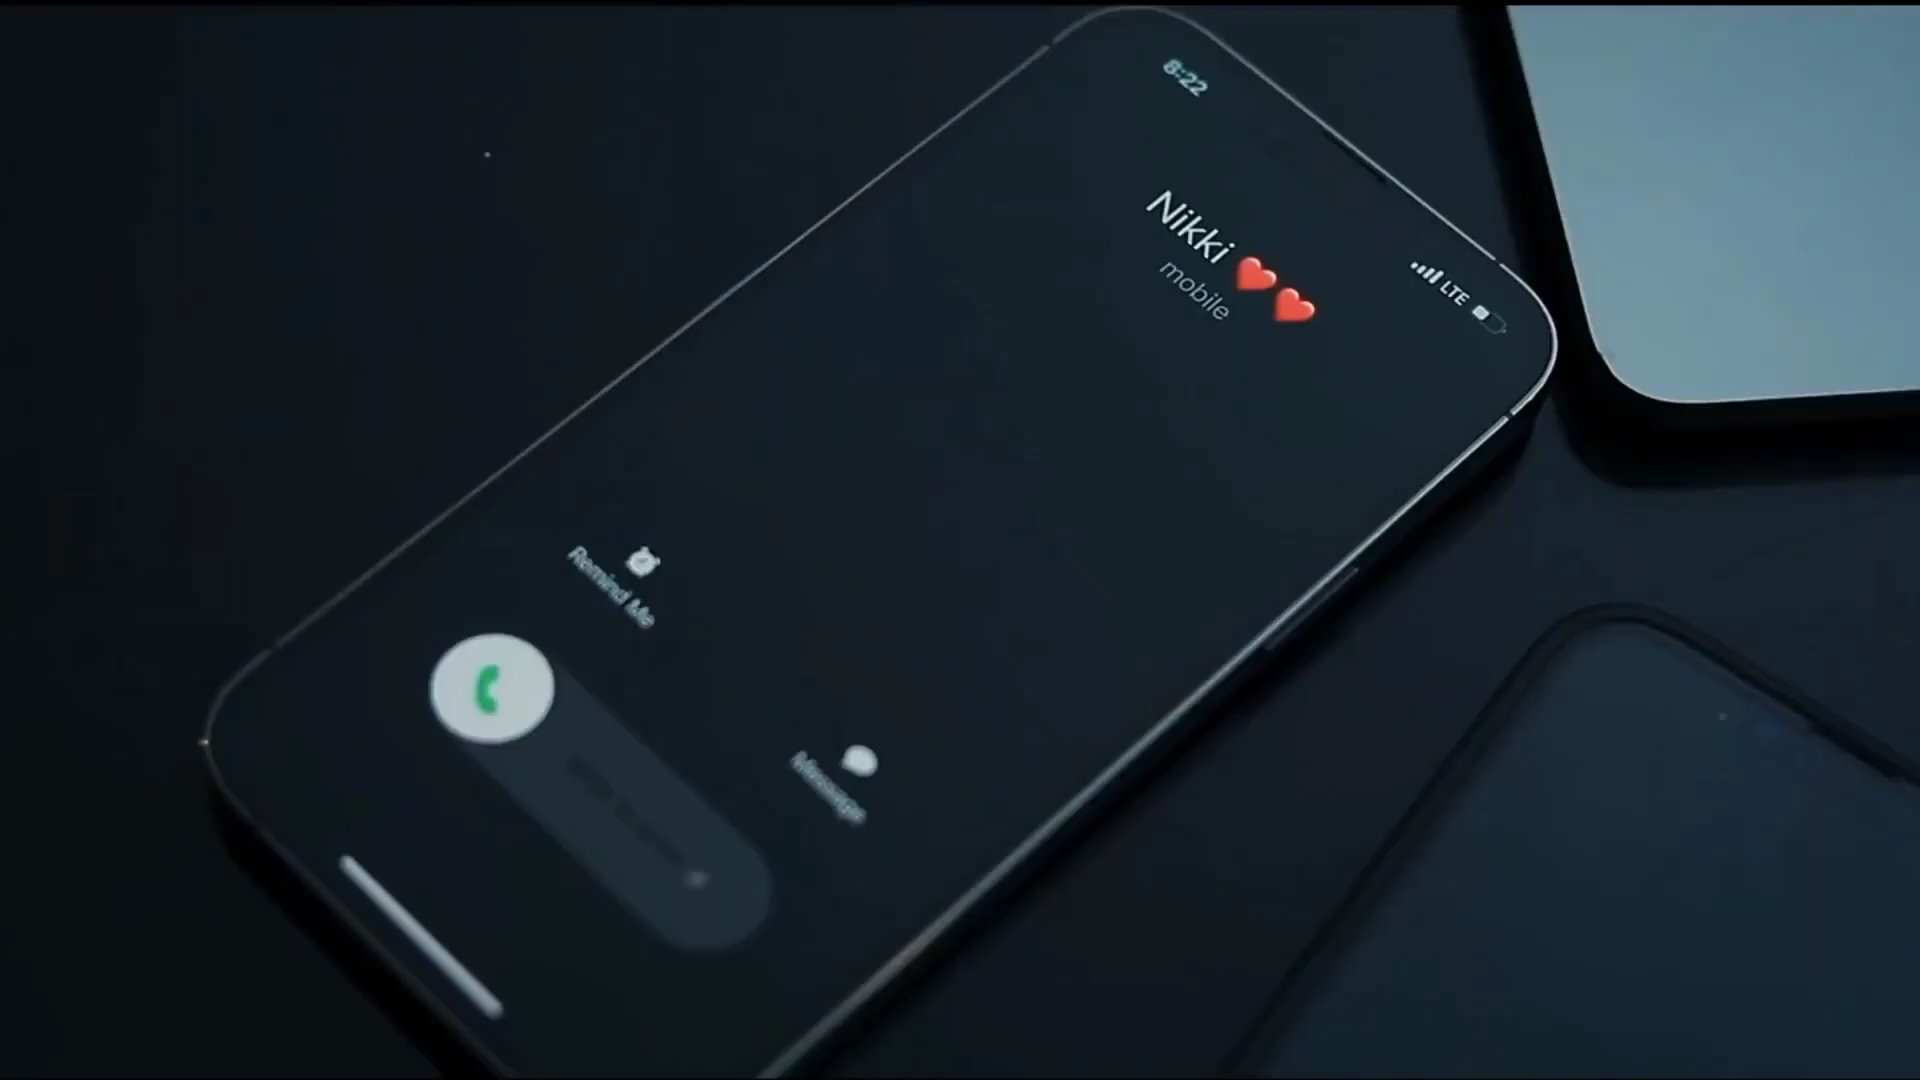 8:22
LTE
Nikki ❤️❤️
mobile
Remind Me
Message